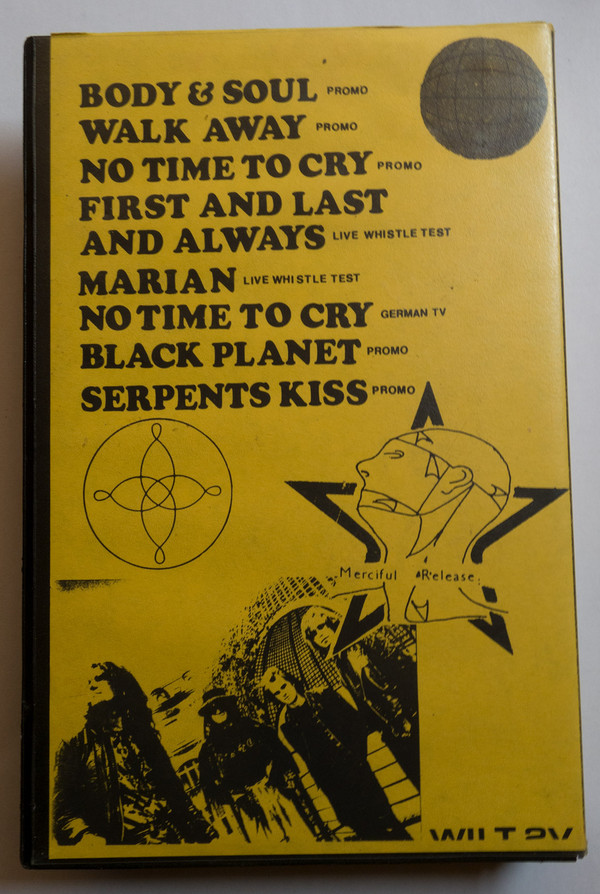 BODY & SOUL PROMO
WALK AWAY PROMO
NO TIME TO CRY PROMO
FIRST AND LAST
AND ALWAYS LIVE WHISTLE TEST
MARIAN LIVE WHISTLE TEST
NO TIME TO CRY GERMAN TV
BLACK PLANET PROMO
SERPENTS KISS PROMO
Merciful Release